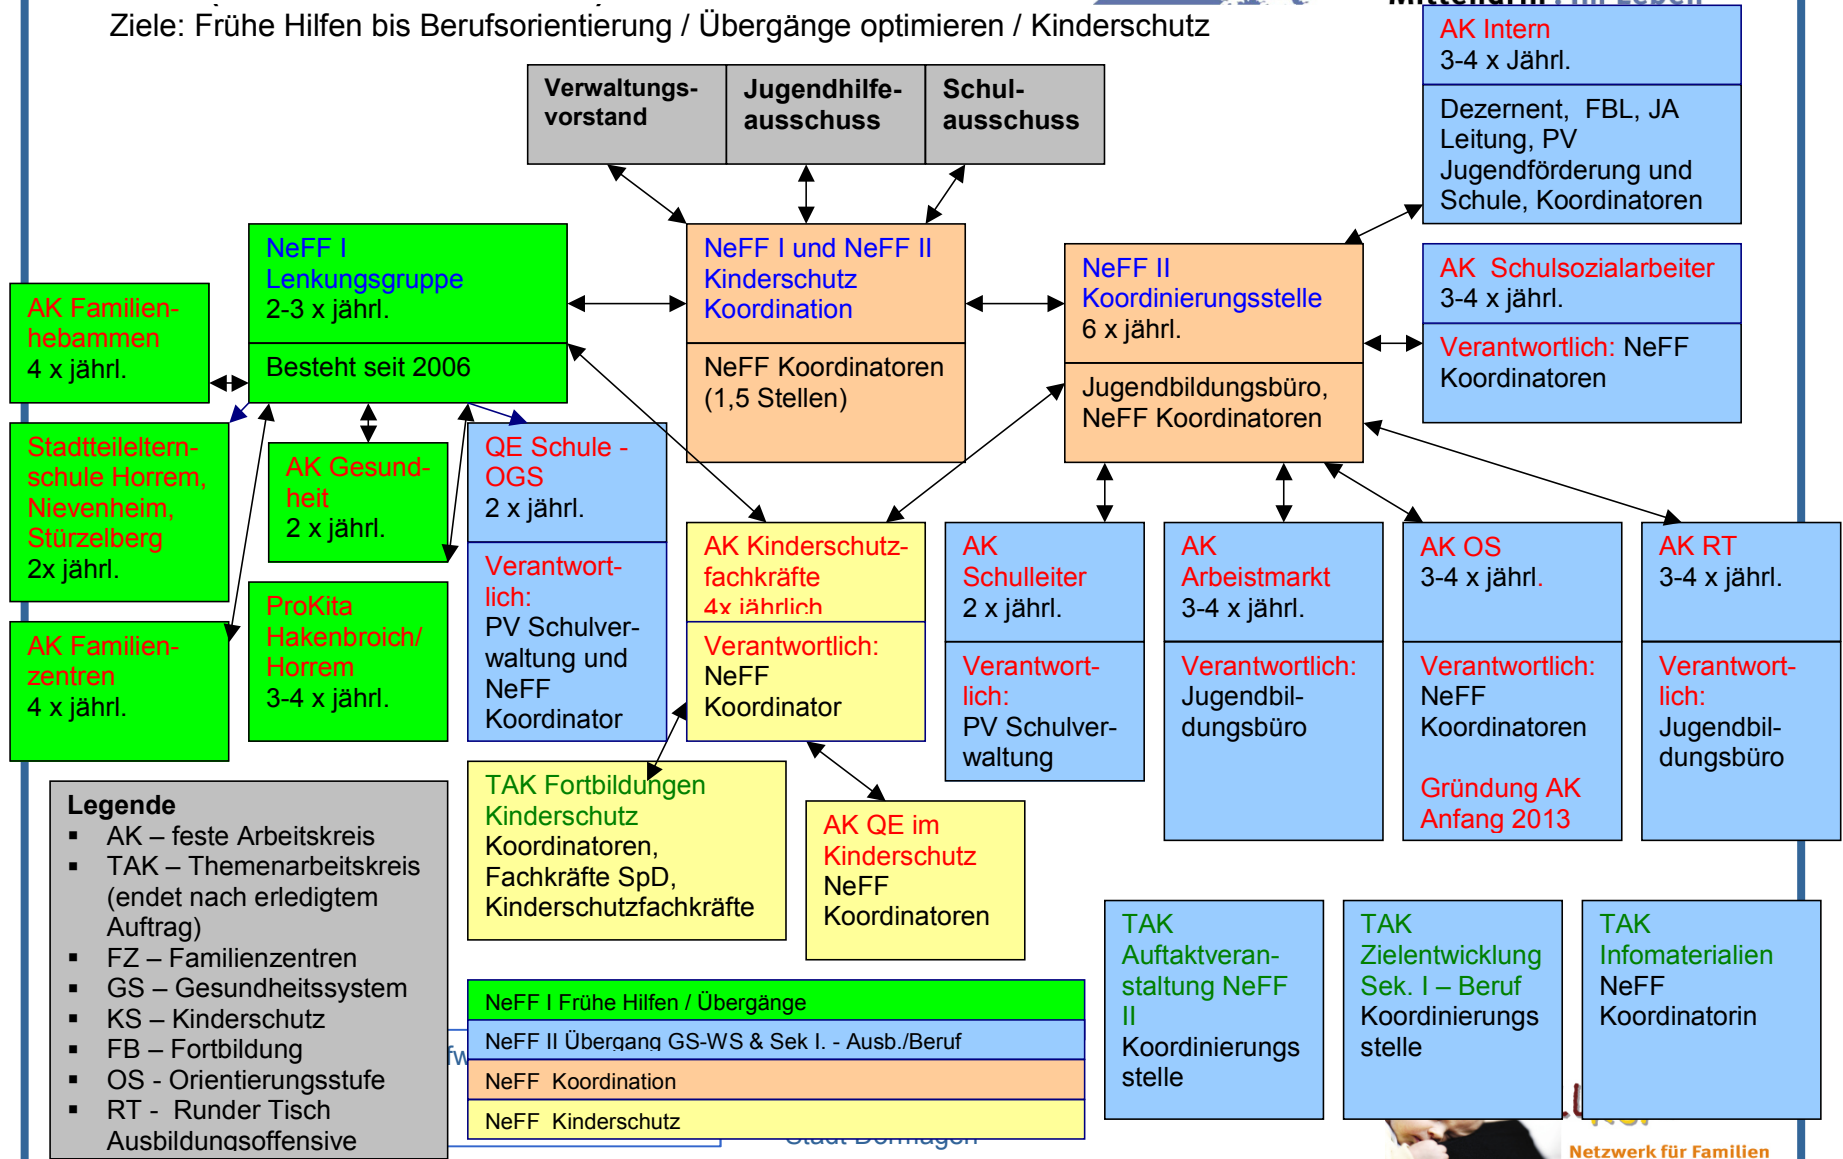 Ziele: Frühe Hilfen bis Berufsorientierung / Übergänge optimieren / Kinderschutz
AK Intern
3-4 x Jährl.
Dezernent, FBL, JA
Leitung, PV
Jugendförderung und
Schule, Koordinatoren
Verwaltungs-
vorstand
Jugendhilfe-
ausschuss
Schul-
ausschuss
NeFF I
Lenkungsgruppe
2-3 x jährl.
Besteht seit 2006
NeFF I und NeFF II
Kinderschutz
Koordination
NeFF Koordinatoren
(1,5 Stellen)
NeFF II
Koordinierungsstelle
6 x jährl.
Jugendbildungsbüro,
NeFF Koordinatoren
AK Schulsozialarbeiter
3-4 x jährl.
Verantwortlich: NeFF
Koordinatoren
AK Familien-
hebammen
4 x jährl.
Stadtteileltern-
schule Horrem,
Nievenheim,
Stürzelberg
2x jährl.
AK Gesund-
heit
2 x jährl.
QE Schule -
OGS
2 x jährl.
Verantwort-
lich:
PV Schulver-
waltung und
NeFF
Koordinator
AK Familien-
zentren
4 x jährl.
ProKita
Hakenbroich/
Horrem
3-4 x jährl.
AK Kinderschutz-
fachkräfte
4x jährlich
Verantwortlich:
NeFF
Koordinator
AK
Schulleiter
2 x jährl.
Verantwort-
lich:
PV Schulver-
waltung
AK
Arbeistmarkt
3-4 x jährl.
Verantwortlich:
Jugendbil-
dungsbüro
AK OS
3-4 x jährl.
Verantwortlich:
NeFF
Koordinatoren
Gründung AK
Anfang 2013
AK RT
3-4 x jährl.
Verantwort-
lich:
Jugendbil-
dungsbüro
TAK Fortbildungen
Kinderschutz
Koordinatoren,
Fachkräfte SpD,
Kinderschutzfachkräfte
AK QE im
Kinderschutz
NeFF
Koordinatoren
TAK
Auftaktveran-
staltung NeFF
II
Koordinierungs
stelle
TAK
Zielentwicklung
Sek. I – Beruf
Koordinierungs
stelle
TAK
Infomaterialien
NeFF
Koordinatorin
Legende
▪ AK – feste Arbeitskreis
▪ TAK – Themenarbeitskreis
(endet nach erledigtem
Auftrag)
▪ FZ – Familienzentren
▪ GS – Gesundheitssystem
▪ KS – Kinderschutz
▪ FB – Fortbildung
▪ OS - Orientierungsstufe
▪ RT - Runder Tisch
Ausbildungsoffensive
NeFF I Frühe Hilfen / Übergänge
NeFF II Übergang GS-WS & Sek I. - Ausb./Beruf
NeFF Koordination
NeFF Kinderschutz
Stadt Dormagen
Netzwerk für Familien